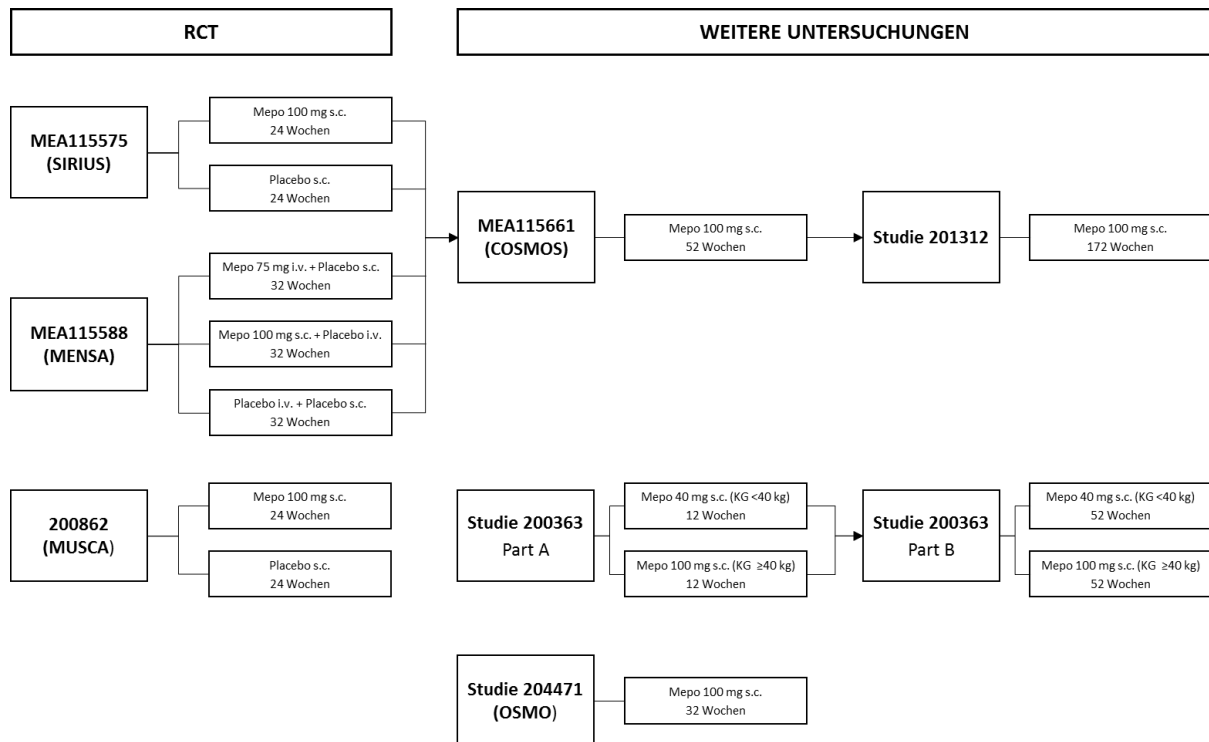 RCT
WEITERE UNTERSUCHUNGEN
MEA115575
(SIRIUS)
Mepo 100 mg s.c.
24 Wochen
Placebo s.c.
24 Wochen
MEA115588
(MENSA)
Mepo 75 mg i.v. + Placebo s.c.
32 Wochen
Mepo 100 mg s.c. + Placebo i.v.
32 Wochen
Placebo i.v. + Placebo s.c.
32 Wochen
MEA115661
(COSMOS)
Mepo 100 mg s.c.
52 Wochen
Studie 201312
Mepo 100 mg s.c.
172 Wochen
200862
(MUSCA)
Mepo 100 mg s.c.
24 Wochen
Placebo s.c.
24 Wochen
Studie 200363
Part A
Mepo 40 mg s.c. (KG <40 kg)
12 Wochen
Mepo 100 mg s.c. (KG ≥40 kg)
12 Wochen
Studie 200363
Part B
Mepo 40 mg s.c. (KG <40 kg)
52 Wochen
Mepo 100 mg s.c. (KG ≥40 kg)
52 Wochen
Studie 204471
(OSMO)
Mepo 100 mg s.c.
32 Wochen